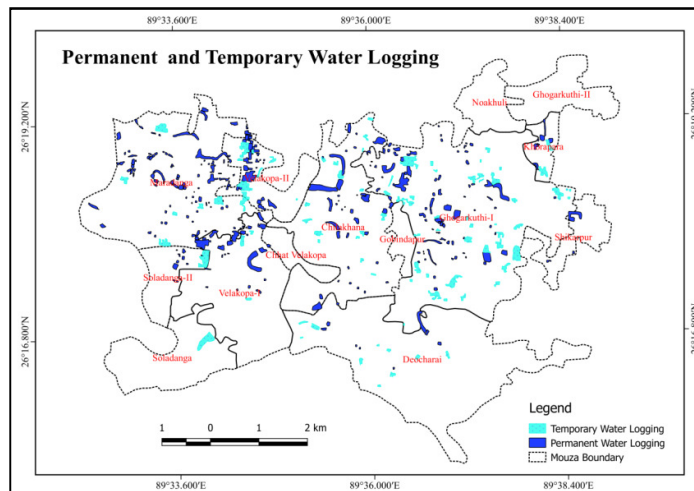 89°33.600'E 89°36.000'E 89°38.400'E
Permanent and Temporary Water Logging
Ghogarkuthi-II
Noakhuli
26°19.200'N
Velakopa-II
Ghogarkuthi-I
Gobindapur
Shikarpur
Chhat Velakopa
Soladanga-II
Velakopa-I
26°16.800'N
Soladanga
Deocharai
Legend
Temporary Water Logging
Permanent Water Logging
Mouza Boundary
1 0 1 2 km
89°33.600'E 89°36.000'E 89°38.400'E